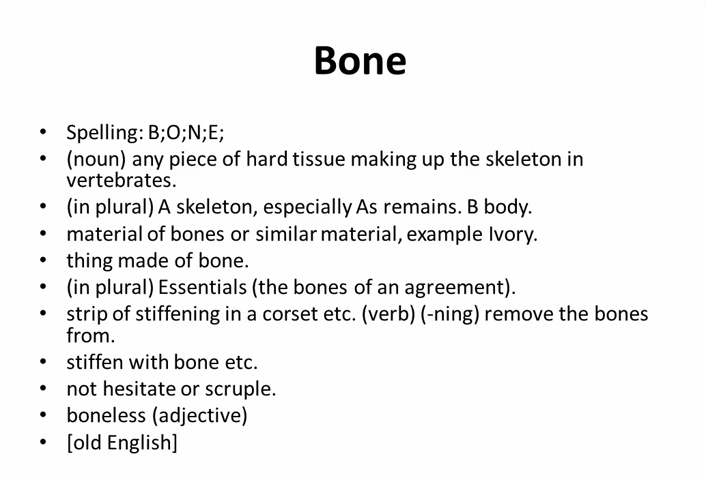 Bone
• Spelling: B;O;N;E;
• (noun) any piece of hard tissue making up the skeleton in
vertebrates.
• (in plural) A skeleton, especially As remains. B body.
• material of bones or similar material, example Ivory.
• thing made of bone.
• (in plural) Essentials (the bones of an agreement).
• strip of stiffening in a corset etc. (verb) (-ning) remove the bones
from.
• stiffen with bone etc.
• not hesitate or scruple.
• boneless (adjective)
• [old English]